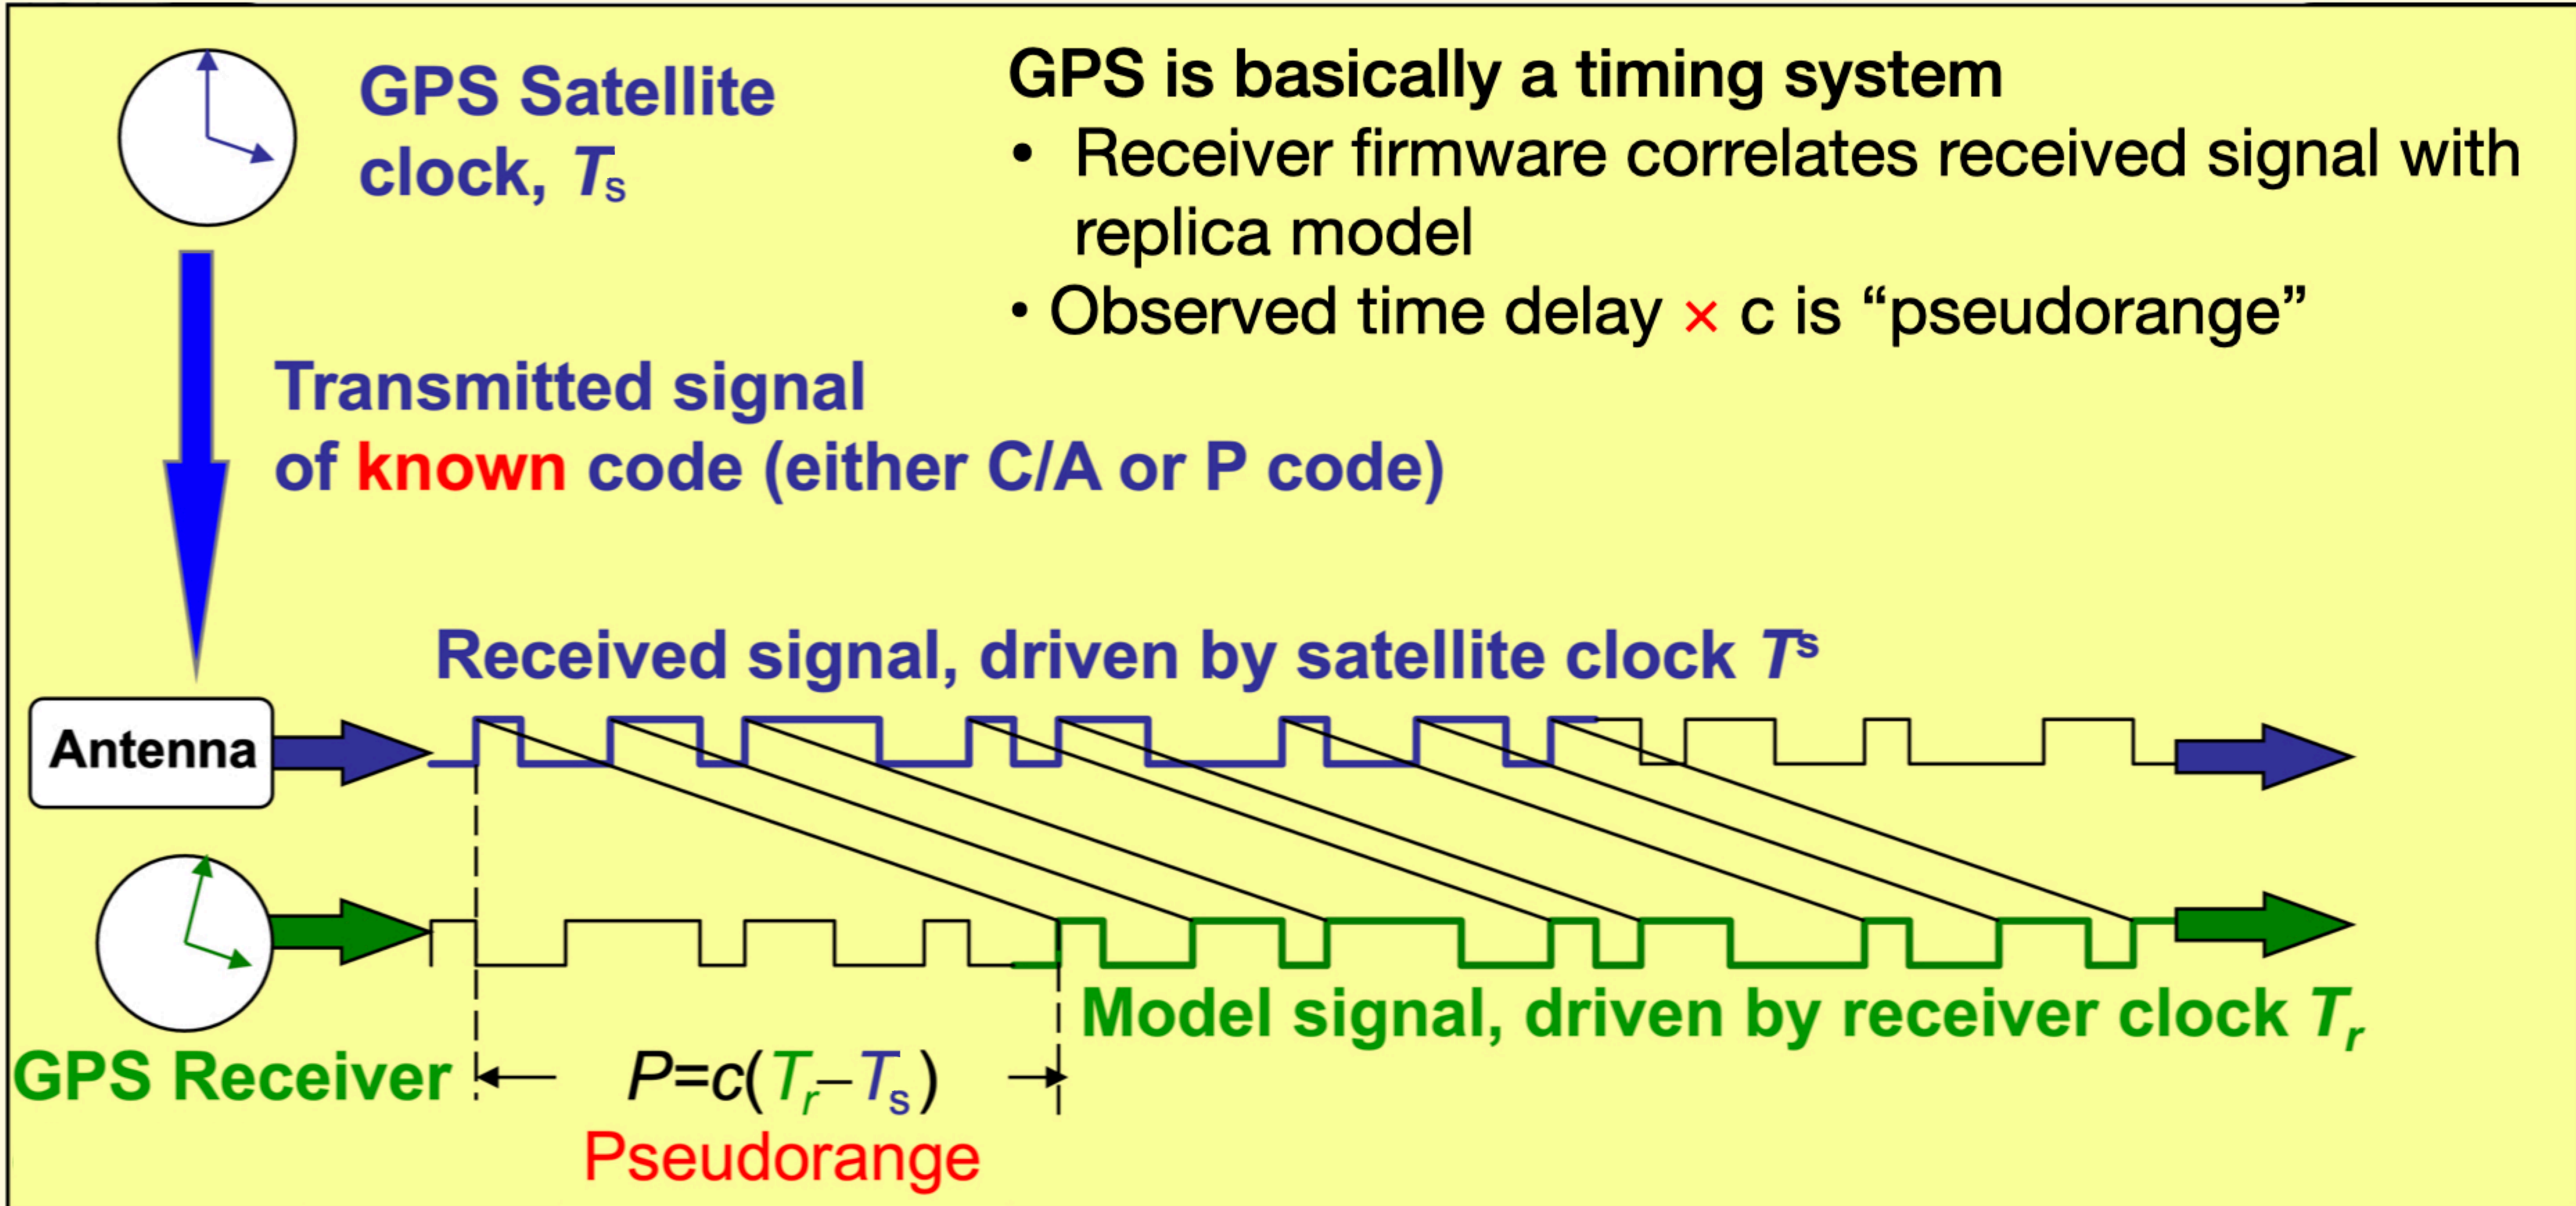 GPS Satellite
clock, Tₛ
GPS is basically a timing system
• Receiver firmware correlates received signal with
replica model
• Observed time delay × c is “pseudorange”
Transmitted signal
of known code (either C/A or P code)
Received signal, driven by satellite clock Tˢ
Antenna
Model signal, driven by receiver clock Tᵣ
GPS Receiver
P=c(Tᵣ–Tₛ)
Pseudorange